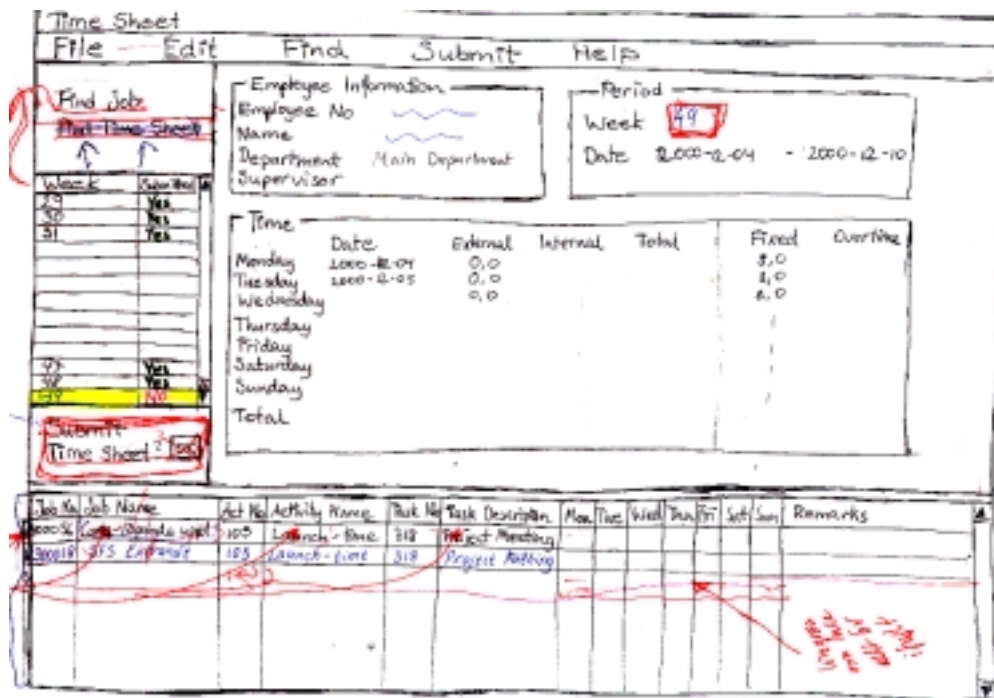 Time Sheet
File Edit Find Submit Help
Find Job
Find Time Sheet
Employee Information
Employee No
Name
Department Main Department
Supervisor
Period
Week 49
Date 2000-12-04 - 2000-12-10
Week Submitted
29 Yes
30 Yes
31 Yes
47 Yes
48 Yes
49 No
Submit
Time Sheet?
Time
Date External Internal Total Fixed Overtime
Monday 2000-12-04 0,0 8,0
Tuesday 2000-12-05 0,0 8,0
Wednesday 0,0 8,0
Thursday
Friday
Saturday
Sunday
Total
Job No Job Name Act No Activity Name Task No Task Description Mon Tue Wed Thu Fri Sat Sun Remarks
105 Launch-time 318 Project Meeting
105 Launch-time 318 Project